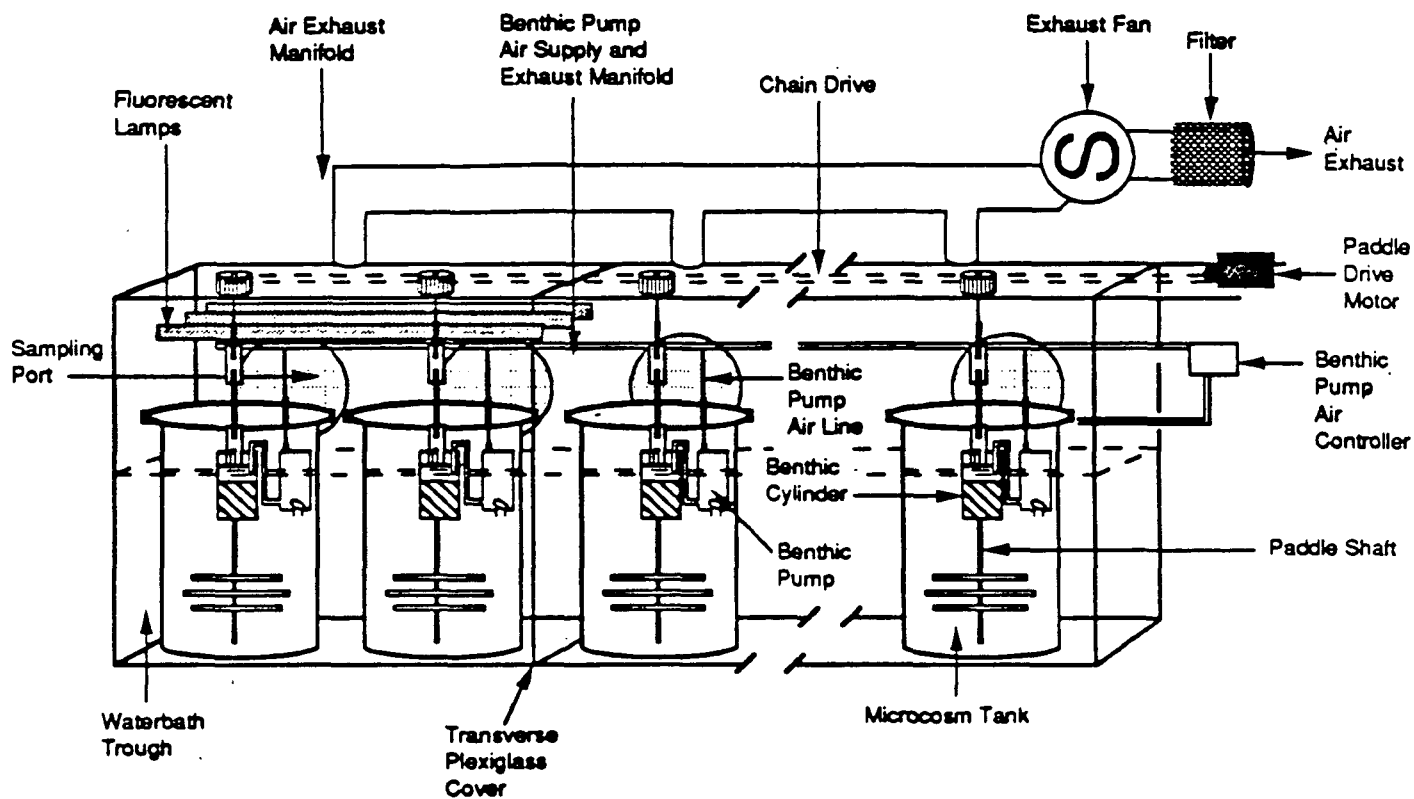 Air Exhaust
Manifold
Benthic Pump
Air Supply and
Exhaust Manifold
Exhaust Fan
Filter
Fluorescent
Lamps
Chain Drive
S
Air
Exhaust
Paddle
Drive
Motor
Sampling
Port
Benthic
Pump
Air Line
Benthic
Pump
Air
Controller
Benthic
Cylinder
Benthic
Pump
Paddle Shaft
Waterbath
Trough
Transverse
Plexiglass
Cover
Microcosm Tank